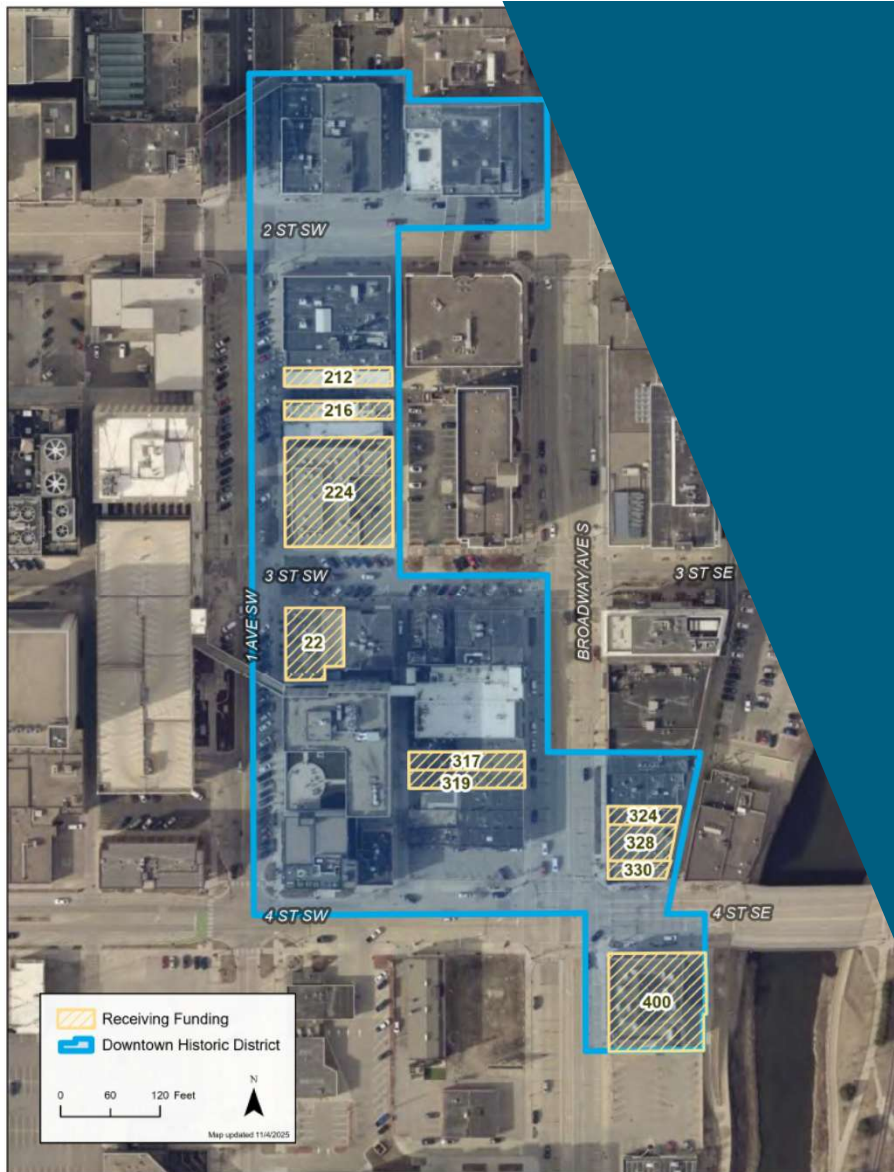 2 ST SW
212
216
224
3 ST SW
3 ST SE
BROADWAY AVE S
1 AVE SW
22
317
319
324
328
330
4 ST SW
4 ST SE
400
Receiving Funding
Downtown Historic District
0 60 120 Feet
N
Map updated 11/4/2025